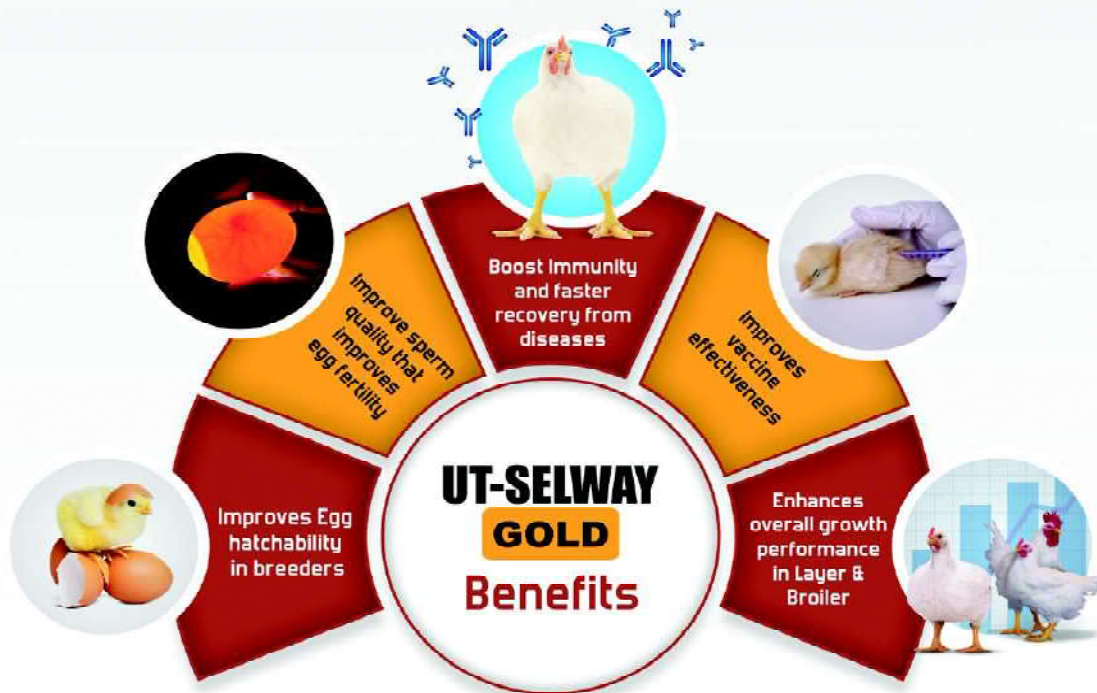 Boost Immunity
and faster
recovery from
diseases
Improve sperm
quality that
improves
egg fertility
Improves
vaccine
effectiveness
Improves Egg
hatchability
in breeders
UT-SELWAY
GOLD
Benefits
Enhances
overall growth
performance
in Layer &
Broiler